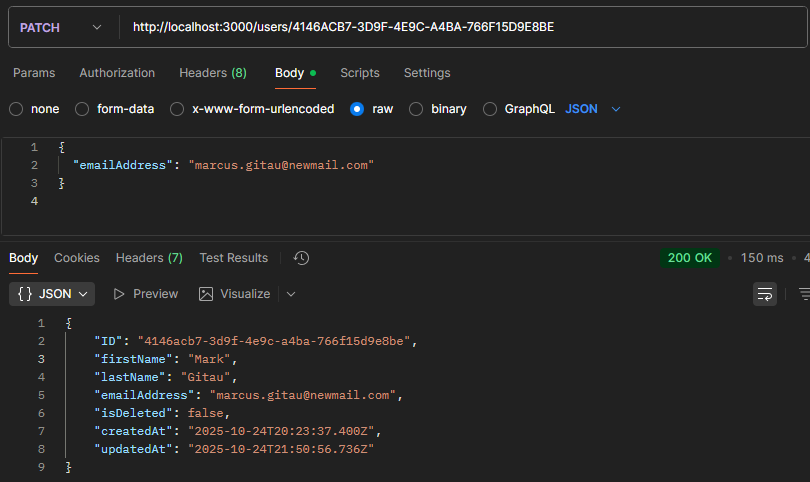 PATCH http://localhost:3000/users/4146ACB7-3D9F-4E9C-A4BA-766F15D9E8BE
Params Authorization Headers (8) Body Scripts Settings
none form-data x-www-form-urlencoded raw binary GraphQL JSON
1 {
2 "emailAddress": "marcus.gitau@newmail.com"
3 }
4
Body Cookies Headers (7) Test Results 200 OK • 150 ms • 4
{} JSON Preview Visualize
1 {
2 "ID": "4146acb7-3d9f-4e9c-a4ba-766f15d9e8be",
3 "firstName": "Mark",
4 "lastName": "Gitau",
5 "emailAddress": "marcus.gitau@newmail.com",
6 "isDeleted": false,
7 "createdAt": "2025-10-24T20:23:37.400Z",
8 "updatedAt": "2025-10-24T21:50:56.736Z"
9 }